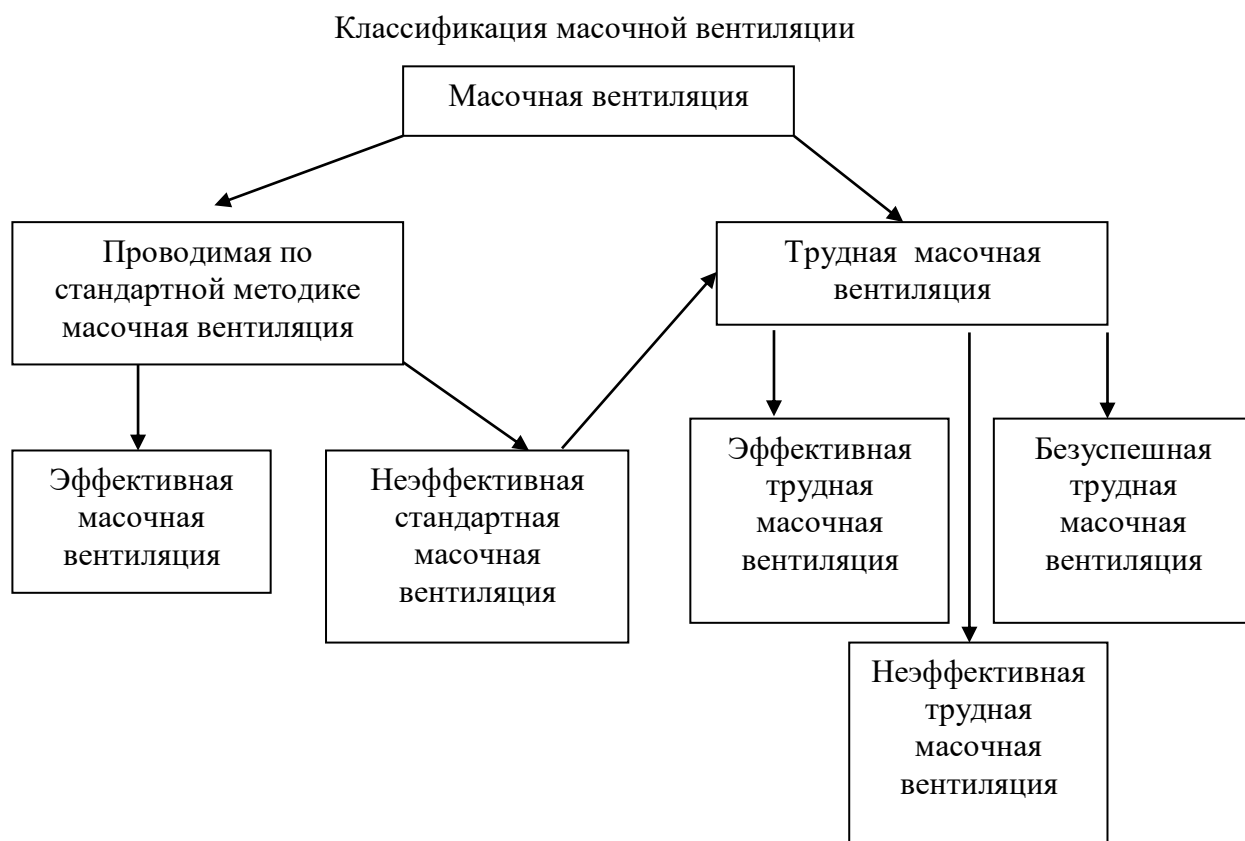 Классификация масочной вентиляции
Масочная вентиляция
Проводимая по
стандартной методике
масочная вентиляция
Трудная масочная
вентиляция
Эффективная
масочная
вентиляция
Неэффективная
стандартная
масочная
вентиляция
Эффективная
трудная
масочная
вентиляция
Безуспешная
трудная
масочная
вентиляция
Неэффективная
трудная
масочная
вентиляция